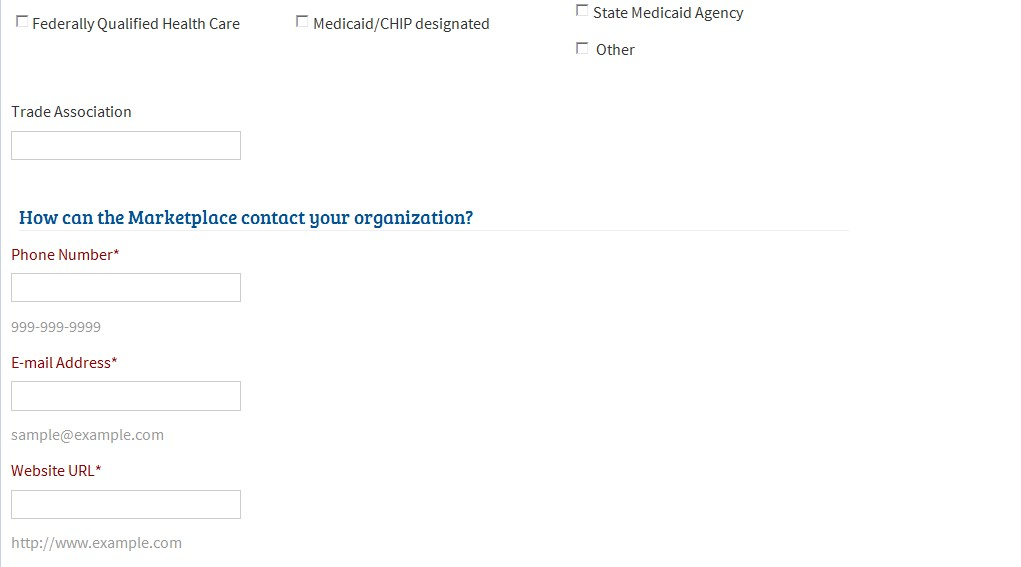 Federally Qualified Health Care
Medicaid/CHIP designated
State Medicaid Agency
Other
Trade Association
How can the Marketplace contact your organization?
Phone Number*
999-999-9999
E-mail Address*
sample@example.com
Website URL*
http://www.example.com